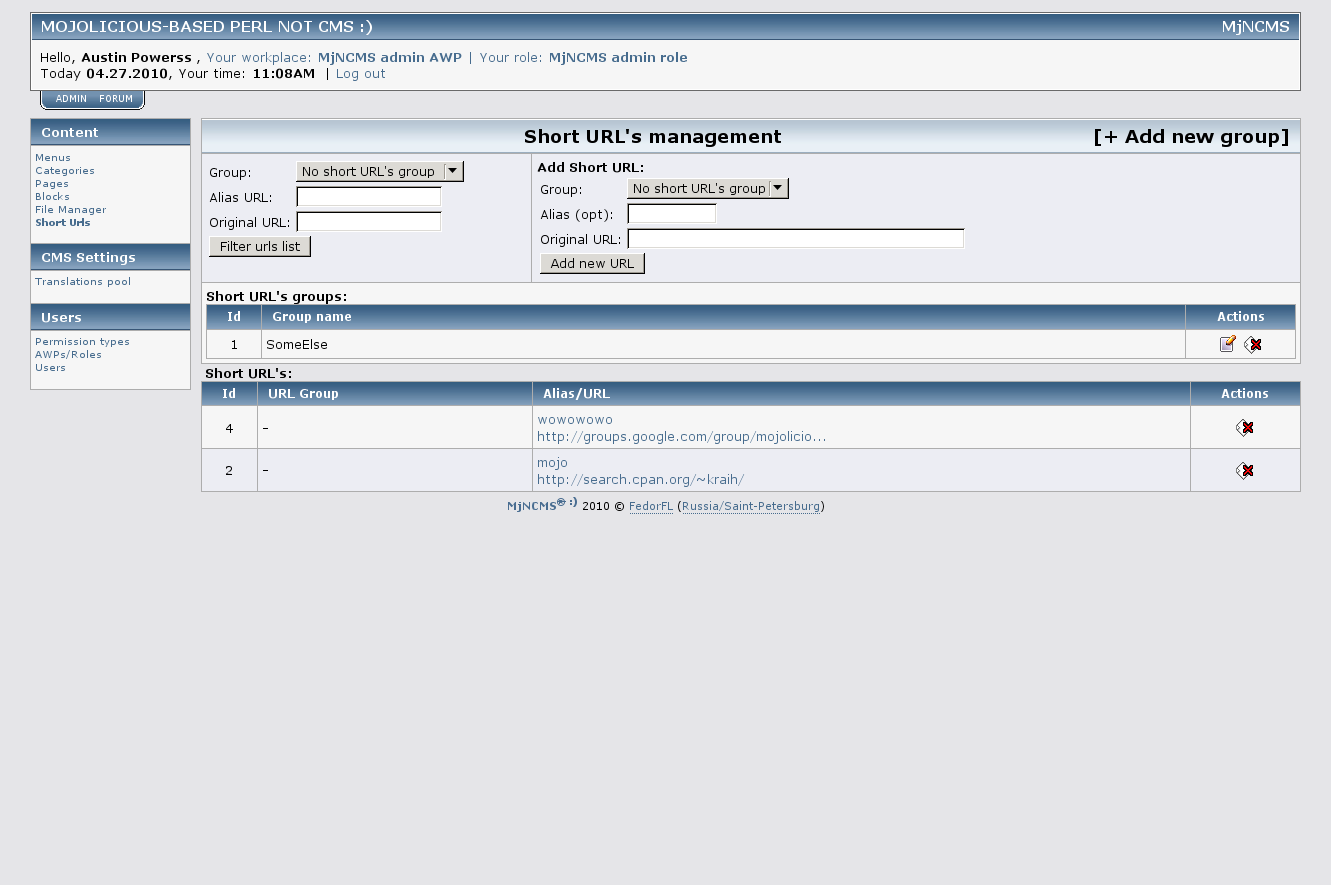 MOJOLICIOUS-BASED PERL NOT CMS :)
MjNCMS
Hello, Austin Powerss , Your workplace: MjNCMS admin AWP | Your role: MjNCMS admin role
Today 04.27.2010, Your time: 11:08AM | Log out
ADMIN FORUM
Content
Menus
Categories
Pages
Blocks
File Manager
Short Urls
CMS Settings
Translations pool
Users
Permission types
AWPs/Roles
Users
Short URL's management
[+ Add new group]
Group: No short URL's group
Alias URL:
Original URL:
Filter urls list
Add Short URL:
Group: No short URL's group
Alias (opt):
Original URL:
Add new URL
Short URL's groups:
Id Group name Actions
1 SomeElse
Short URL's:
Id URL Group Alias/URL Actions
4 - wowowowo
http://groups.google.com/group/mojolicio...
2 - mojo
http://search.cpan.org/~kraih/
MjNCMS® :) 2010 © FedorFL (Russia/Saint-Petersburg)